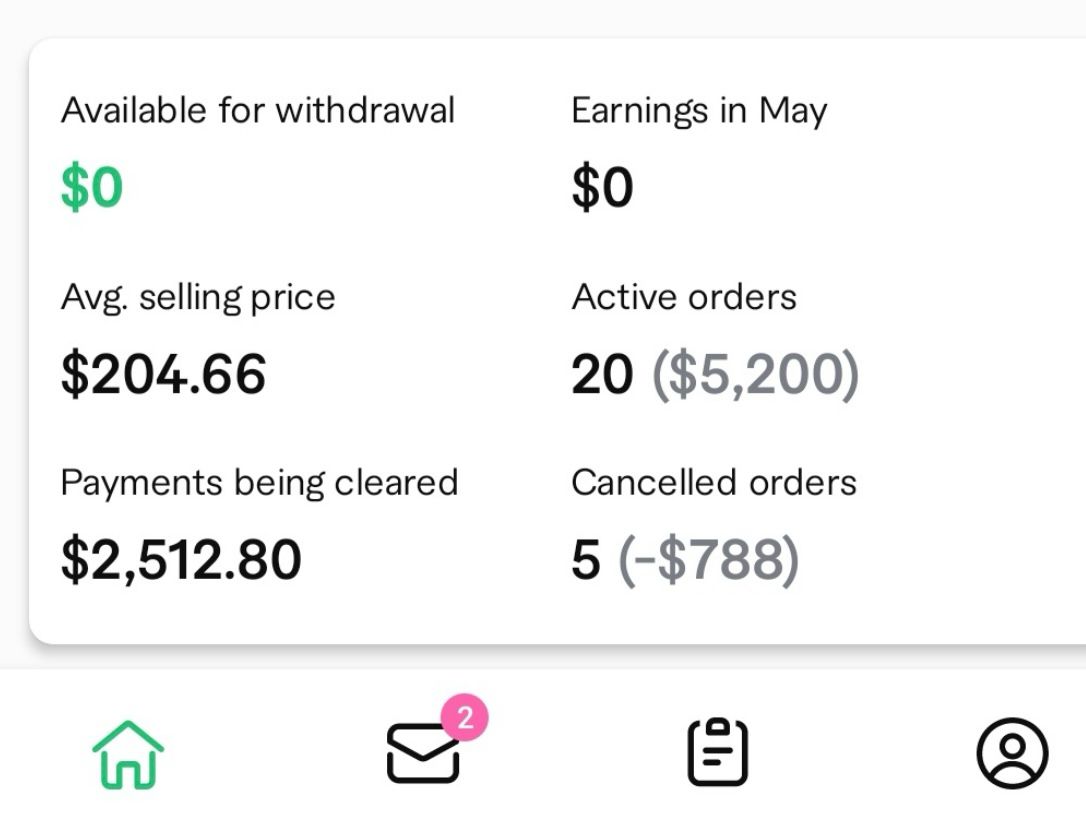 Available for withdrawal
Earnings in May
$0
$0
Avg. selling price
Active orders
$204.66
20 ($5,200)
Payments being cleared
Cancelled orders
$2,512.80
5 (-$788)
2